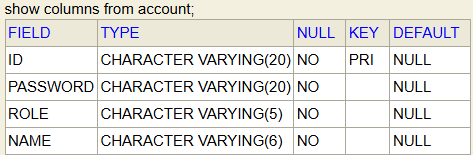 show columns from account;
FIELD TYPE NULL KEY DEFAULT
ID CHARACTER VARYING(20) NO PRI NULL
PASSWORD CHARACTER VARYING(20) NO NULL
ROLE CHARACTER VARYING(5) NO NULL
NAME CHARACTER VARYING(6) NO NULL